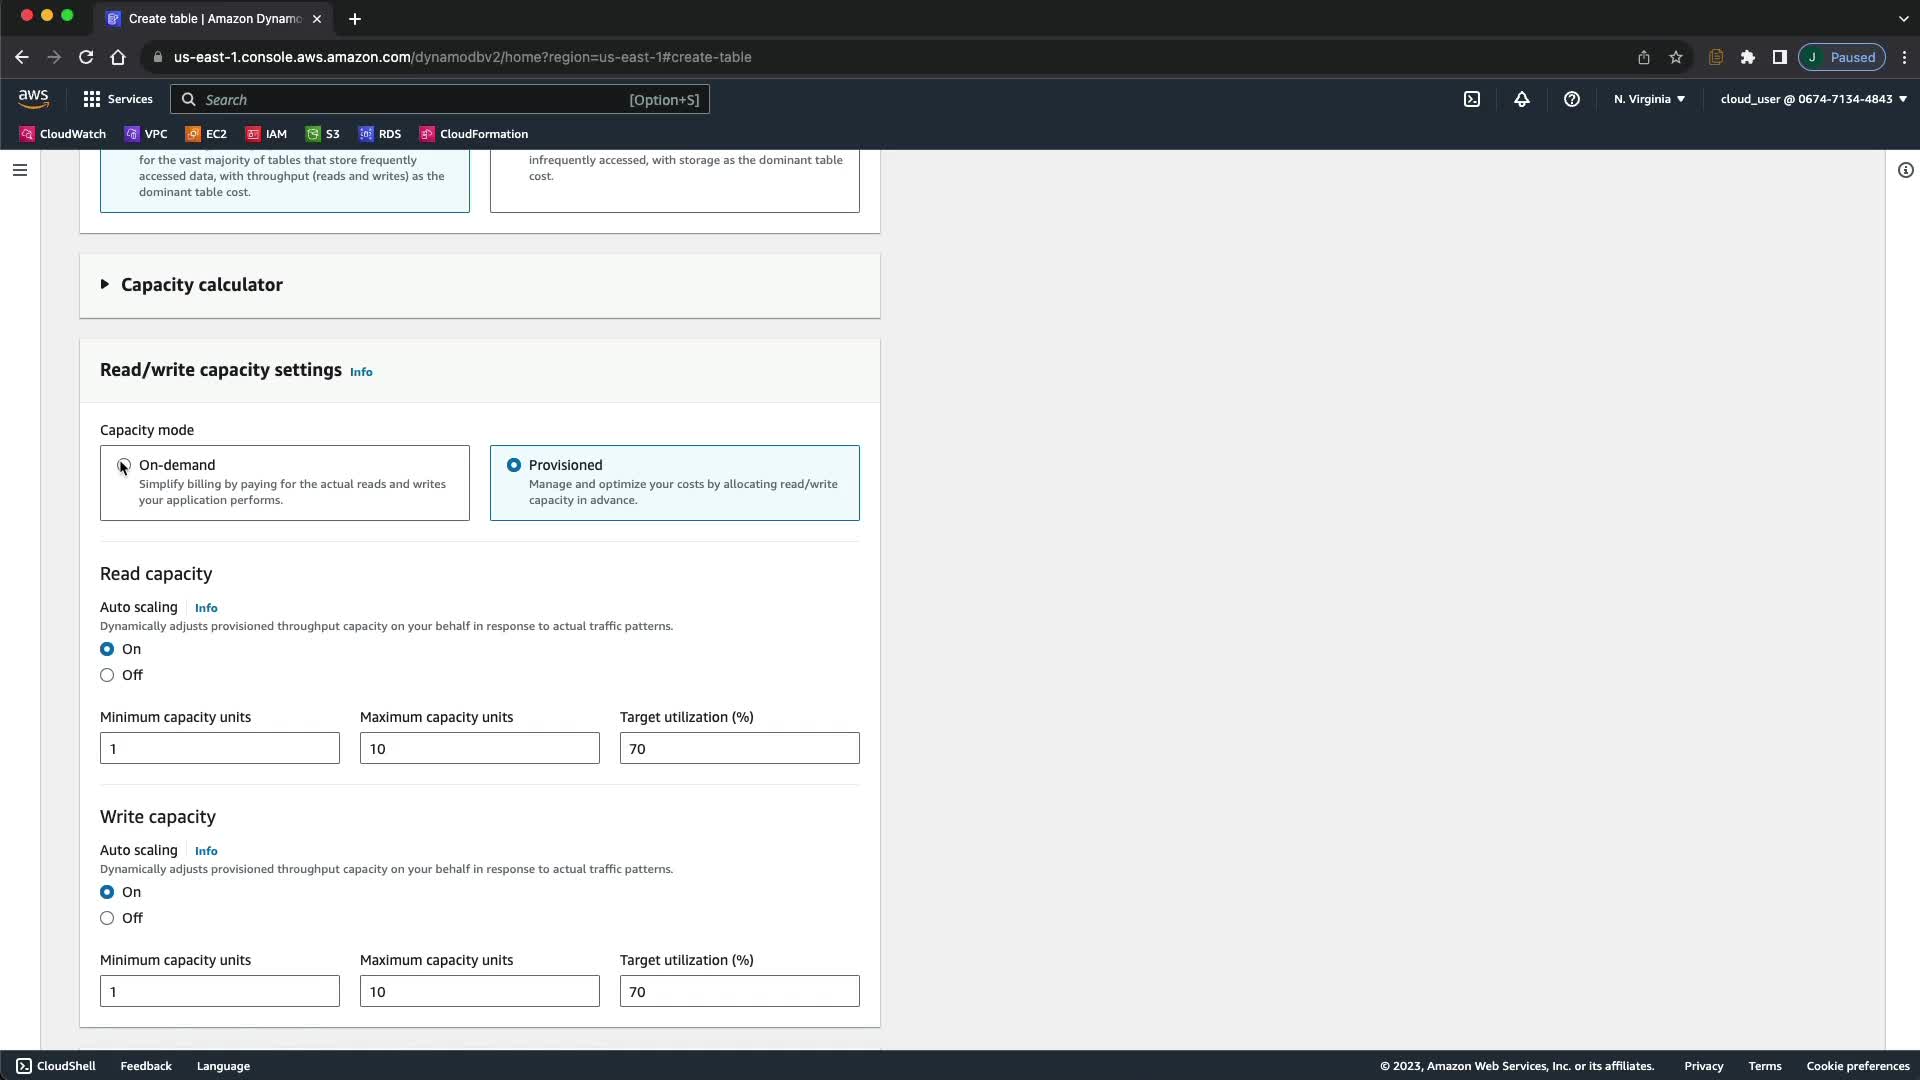 Create table | Amazon Dynamo
us-east-1.console.aws.amazon.com/dynamodbv2/home?region=us-east-1#create-table
J Paused
aws Services Search [Option+S] N. Virginia cloud_user @ 0674-7134-4843
CloudWatch VPC EC2 IAM S3 RDS CloudFormation
for the vast majority of tables that store frequently
accessed data, with throughput (reads and writes) as the
dominant table cost.
infrequently accessed, with storage as the dominant table
cost.
Capacity calculator
Read/write capacity settings Info
Capacity mode
On-demand
Simplify billing by paying for the actual reads and writes
your application performs.
Provisioned
Manage and optimize your costs by allocating read/write
capacity in advance.
Read capacity
Auto scaling Info
Dynamically adjusts provisioned throughput capacity on your behalf in response to actual traffic patterns.
On
Off
Minimum capacity units Maximum capacity units Target utilization (%)
1 10 70
Write capacity
Auto scaling Info
Dynamically adjusts provisioned throughput capacity on your behalf in response to actual traffic patterns.
On
Off
Minimum capacity units Maximum capacity units Target utilization (%)
1 10 70
CloudShell Feedback Language © 2023, Amazon Web Services, Inc. or its affiliates. Privacy Terms Cookie preferences